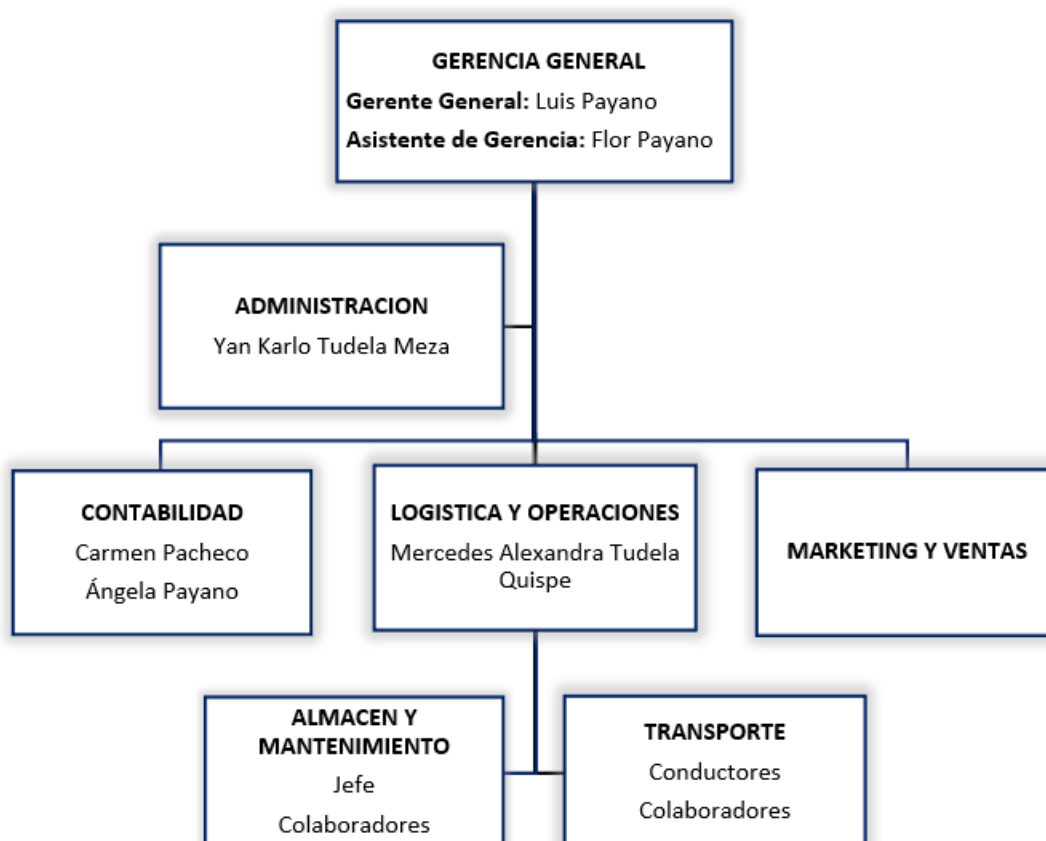 GERENCIA GENERAL
Gerente General: Luis Payano
Asistente de Gerencia: Flor Payano
ADMINISTRACION
Yan Karlo Tudela Meza
CONTABILIDAD
Carmen Pacheco
Ángela Payano
LOGISTICA Y OPERACIONES
Mercedes Alexandra Tudela
Quispe
MARKETING Y VENTAS
ALMACEN Y
MANTENIMIENTO
Jefe
Colaboradores
TRANSPORTE
Conductores
Colaboradores